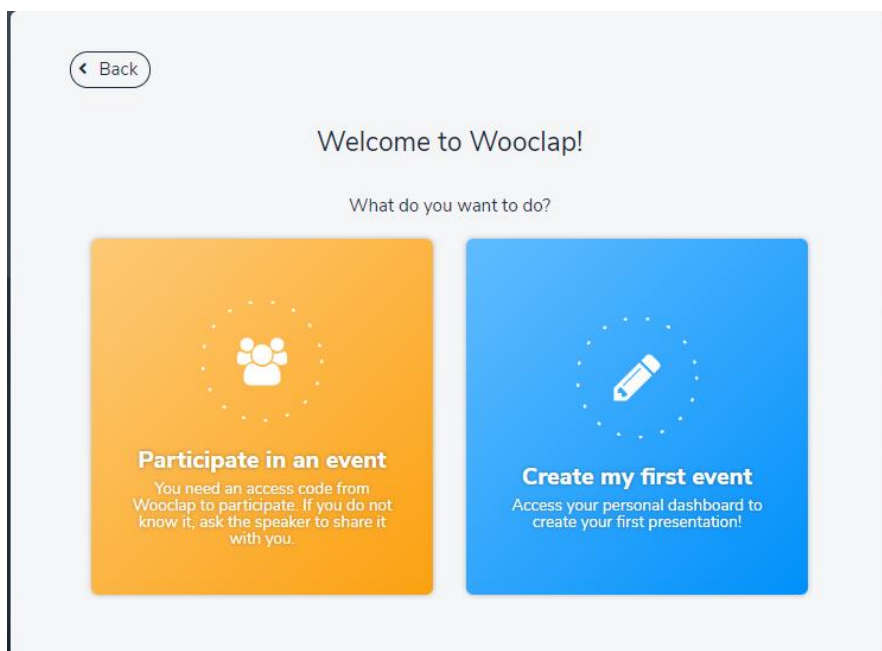 Back
Welcome to Wooclap!
What do you want to do?
Participate in an event
You need an access code from
Wooclap to participate. If you do not
know it, ask the speaker to share it
with you.
Create my first event
Access your personal dashboard to
create your first presentation!